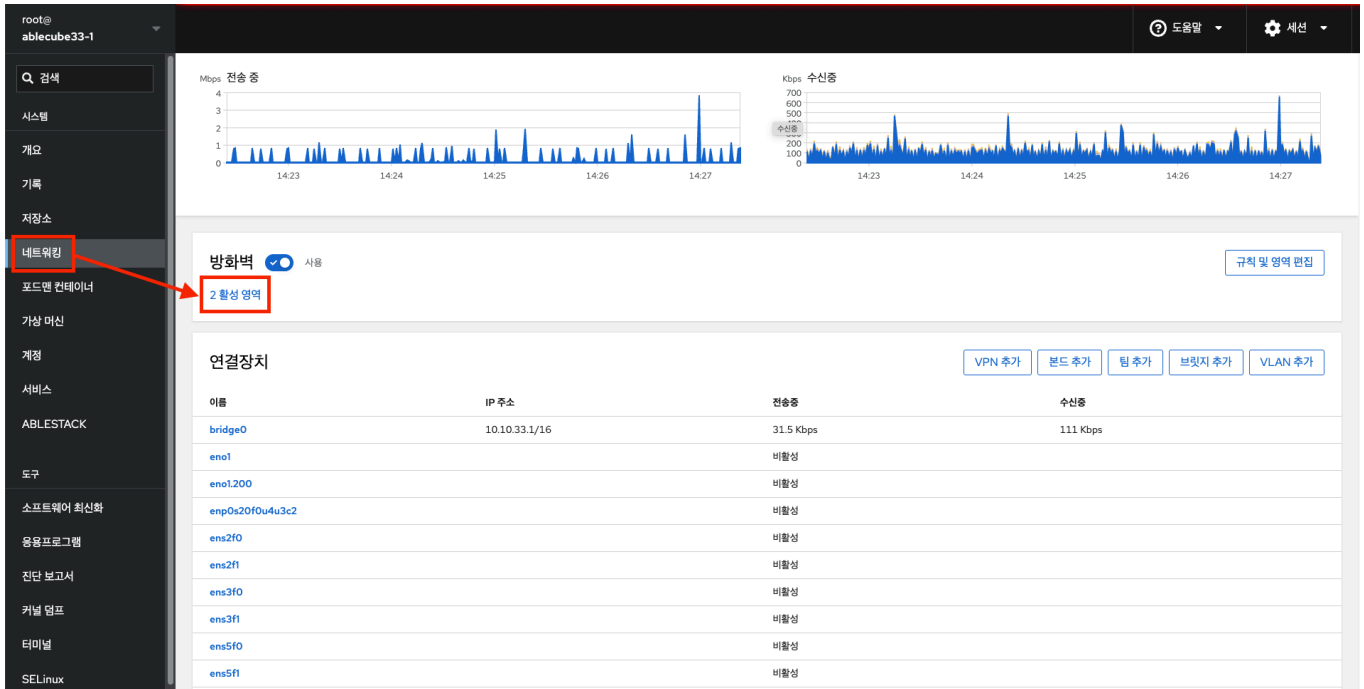 root@
ablecube33-1
도움말
세션
검색
시스템
개요
기록
저장소
네트워킹
포드맨 컨테이너
가상 머신
계정
서비스
ABLESTACK
도구
소프트웨어 최신화
응용프로그램
진단 보고서
커널 덤프
터미널
SELinux
Mbps 전송 중
4
3
2
1
0
14:23 14:24 14:25 14:26 14:27
Kbps 수신중
700
600
500
수신중
200
100
0
14:23 14:24 14:25 14:26 14:27
방화벽 사용
규칙 및 영역 편집
2 활성 영역
연결장치
VPN 추가 본드 추가 팀 추가 브릿지 추가 VLAN 추가
이름 IP 주소 전송중 수신중
bridge0 10.10.33.1/16 31.5 Kbps 111 Kbps
eno1 비활성
eno1.200 비활성
enp0s20f0u4u3c2 비활성
ens2f0 비활성
ens2f1 비활성
ens3f0 비활성
ens3f1 비활성
ens5f0 비활성
ens5f1 비활성